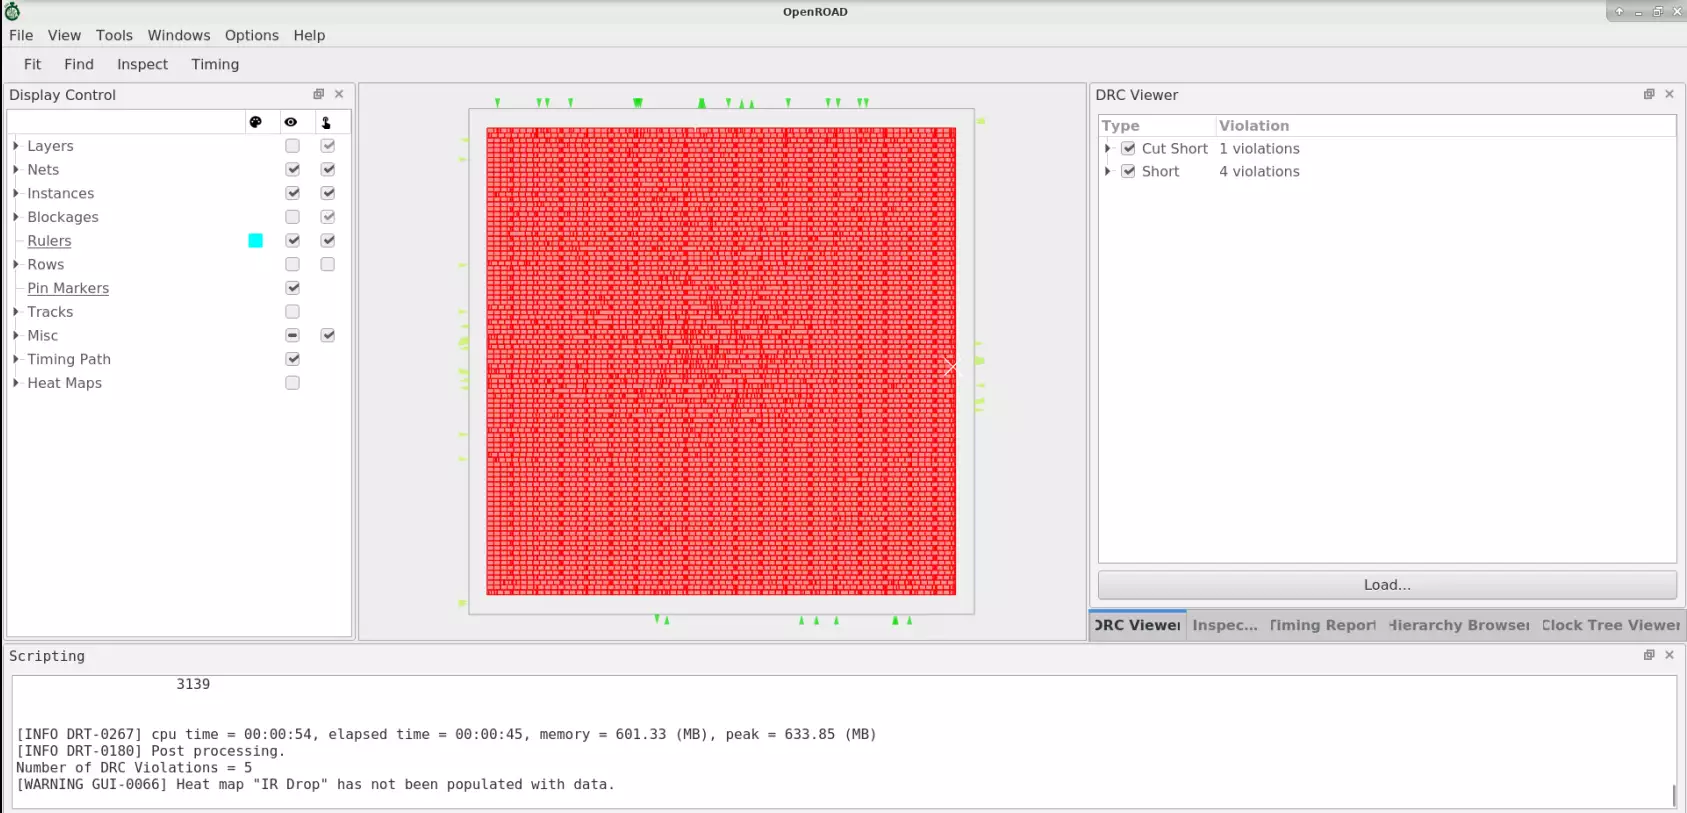 OpenROAD
File View Tools Windows Options Help
Fit Find Inspect Timing
Display Control
Layers
Nets
Instances
Blockages
Rulers
Rows
Pin Markers
Tracks
Misc
Timing Path
Heat Maps
DRC Viewer
Type Violation
Cut Short 1 violations
Short 4 violations
Load...
DRC Viewer Inspec... Timing Report Hierarchy Browser Clock Tree Viewer
Scripting
3139
[INFO DRT-0267] cpu time = 00:00:54, elapsed time = 00:00:45, memory = 601.33 (MB), peak = 633.85 (MB)
[INFO DRT-0180] Post processing.
Number of DRC Violations = 5
[WARNING GUI-0066] Heat map "IR Drop" has not been populated with data.